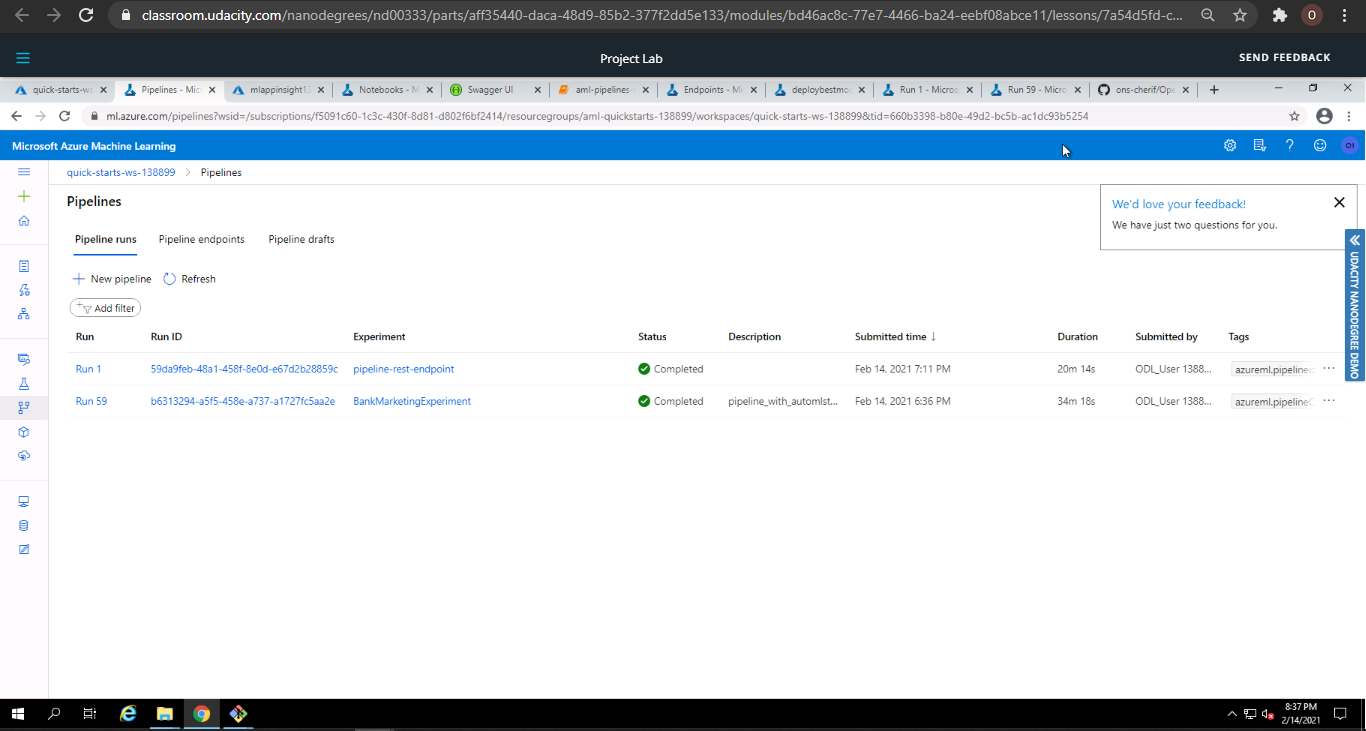 classroom.udacity.com/nanodegrees/nd00333/parts/aff35440-daca-48d9-85b2-377f2dd5e133/modules/bd46ac8c-77e7-4466-ba24-eebf08abce11/lessons/7a54d5fd-c...
O
Project Lab
SEND FEEDBACK
quick-starts-ws
Pipelines - Mic
mlappinsight13
Notebooks - M
Swagger UI
aml-pipelines-
Endpoints - Mi
deploybestmo
Run 1 - Micros
Run 59 - Micro
ons-cherif/Ope
ml.azure.com/pipelines?wsid=/subscriptions/f5091c60-1c3c-430f-8d81-d802f6bf2414/resourcegroups/aml-quickstarts-138899/workspaces/quick-starts-ws-138899&tid=660b3398-b80e-49d2-bc5b-ac1dc93b5254
Microsoft Azure Machine Learning
?
O1
quick-starts-ws-138899 > Pipelines
Pipelines
We'd love your feedback!
We have just two questions for you.
UDACITY NANODEGREE DEMO
Pipeline runs
Pipeline endpoints
Pipeline drafts
New pipeline
Refresh
Add filter
Run Run ID Experiment Status Description Submitted time ↓ Duration Submitted by Tags
Run 1 59da9feb-48a1-458f-8e0d-e67d2b28859c pipeline-rest-endpoint Completed Feb 14, 2021 7:11 PM 20m 14s ODL_User 1388... azureml.pipelinei ...
Run 59 b6313294-a5f5-458e-a737-a1727fc5aa2e BankMarketingExperiment Completed pipeline_with_automlst... Feb 14, 2021 6:36 PM 34m 18s ODL_User 1388... azureml.pipelineC ...
8:37 PM
2/14/2021